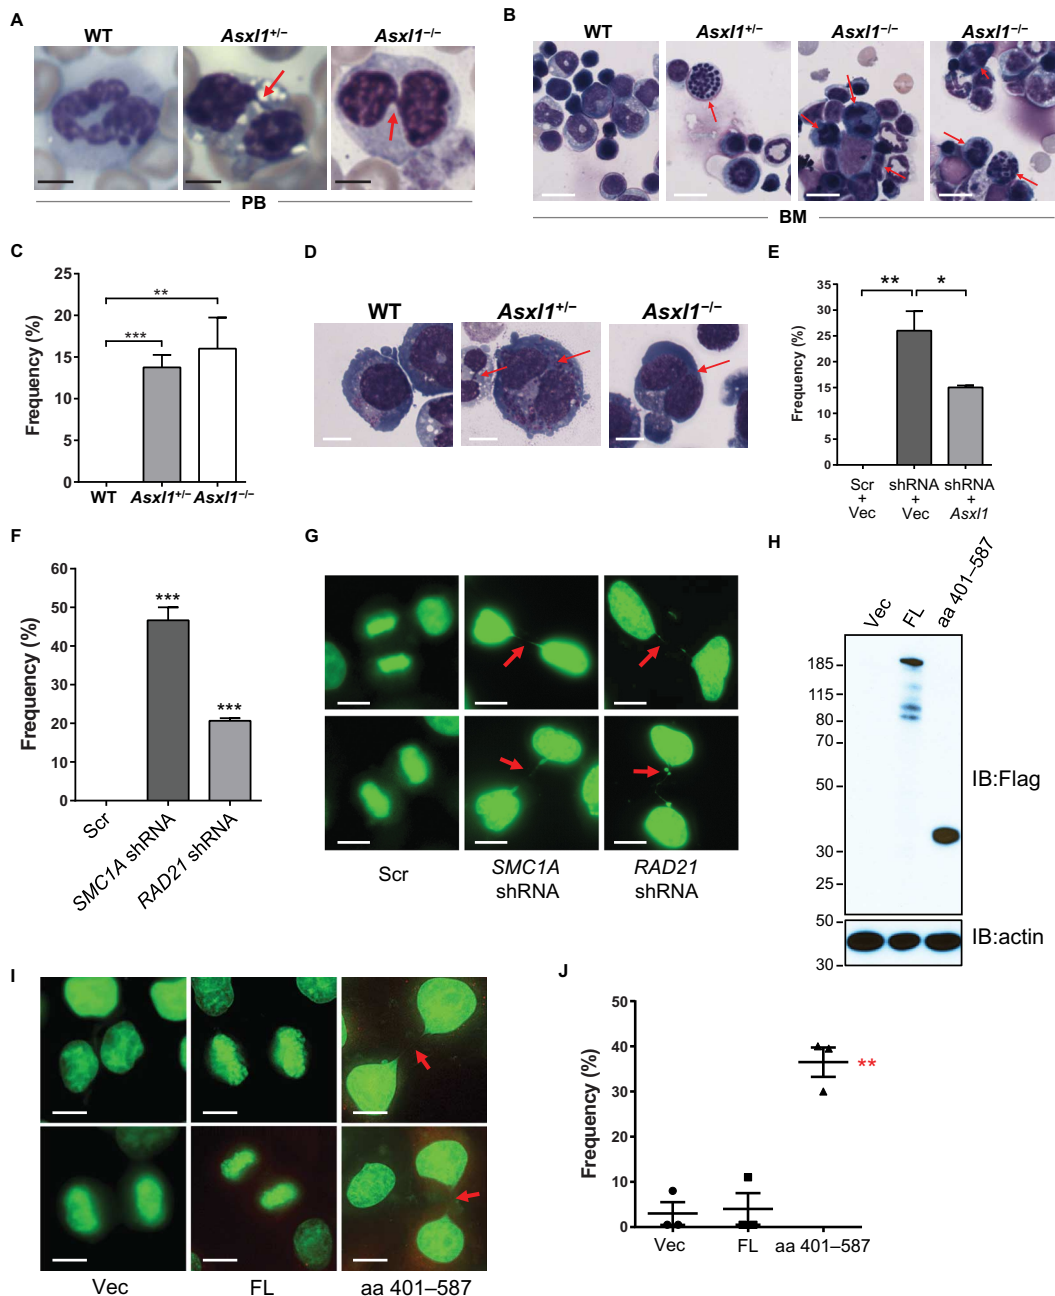 A
WT
Asxl1+/–
Asxl1–/–
PB
B
WT
Asxl1+/–
Asxl1–/–
Asxl1–/–
BM
C
Frequency (%)
25
20
15
10
5
0
**
***
WT
Asxl1+/–
Asxl1–/–
D
WT
Asxl1+/–
Asxl1–/–
E
Frequency (%)
35
30
25
20
15
10
5
0
**
*
Scr + Vec
shRNA + Vec
shRNA + Asxl1
F
Frequency (%)
60
50
40
30
20
10
0
***
***
Scr
SMC1A shRNA
RAD21 shRNA
G
Scr
SMC1A shRNA
RAD21 shRNA
H
Vec
FL
aa 401–587
185
115
80
70
50
30
25
IB:Flag
50
30
IB:actin
I
Vec
FL
aa 401–587
J
Frequency (%)
50
40
30
20
10
0
**
Vec
FL
aa 401–587